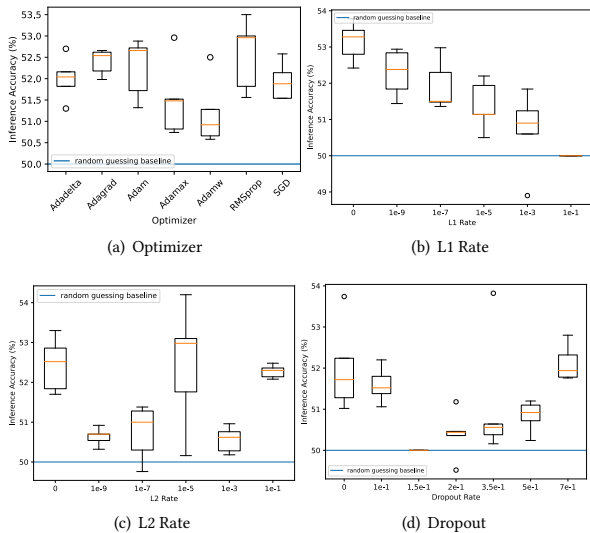 Inference Accuracy (%)
53.5
53.0
52.5
52.0
51.5
51.0
50.5
50.0
random guessing baseline
Adadelta
Adagrad
Adam
Adamax
Adamw
RMSprop
SGD
Optimizer
(a) Optimizer
Inference Accuracy (%)
53
52
51
50
49
random guessing baseline
0 1e-9 1e-7 1e-5 1e-3 1e-1
L1 Rate
(b) L1 Rate
Inference Accuracy (%)
54
53
52
51
50
random guessing baseline
0 1e-9 1e-7 1e-5 1e-3 1e-1
L2 Rate
(c) L2 Rate
Inference Accuracy (%)
54
53
52
51
50
random guessing baseline
0 1e-1 1.5e-1 2e-1 3.5e-1 5e-1 7e-1
Dropout Rate
(d) Dropout